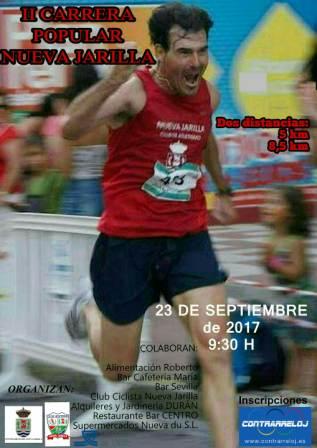 II CARRERA
POPULAR
NUEVA JARILLA
NUEVA JARILLA
Dos distancias:
5 km
8,5 km
23 DE SEPTIEMBRE
de 2017
9:30 H
COLABORAN:
Alimentación Roberto
Bar Cafetería María
Bar Sevilla
Club Ciclista Nueva Jarilla
Alquileres y Jardinería DURÁN
Restaurante Bar CENTRO
Supermercados Nueva du S.L.
ORGANIZAN:
Inscripciones
CONTRARRELOJ
www.contrarreloj.es